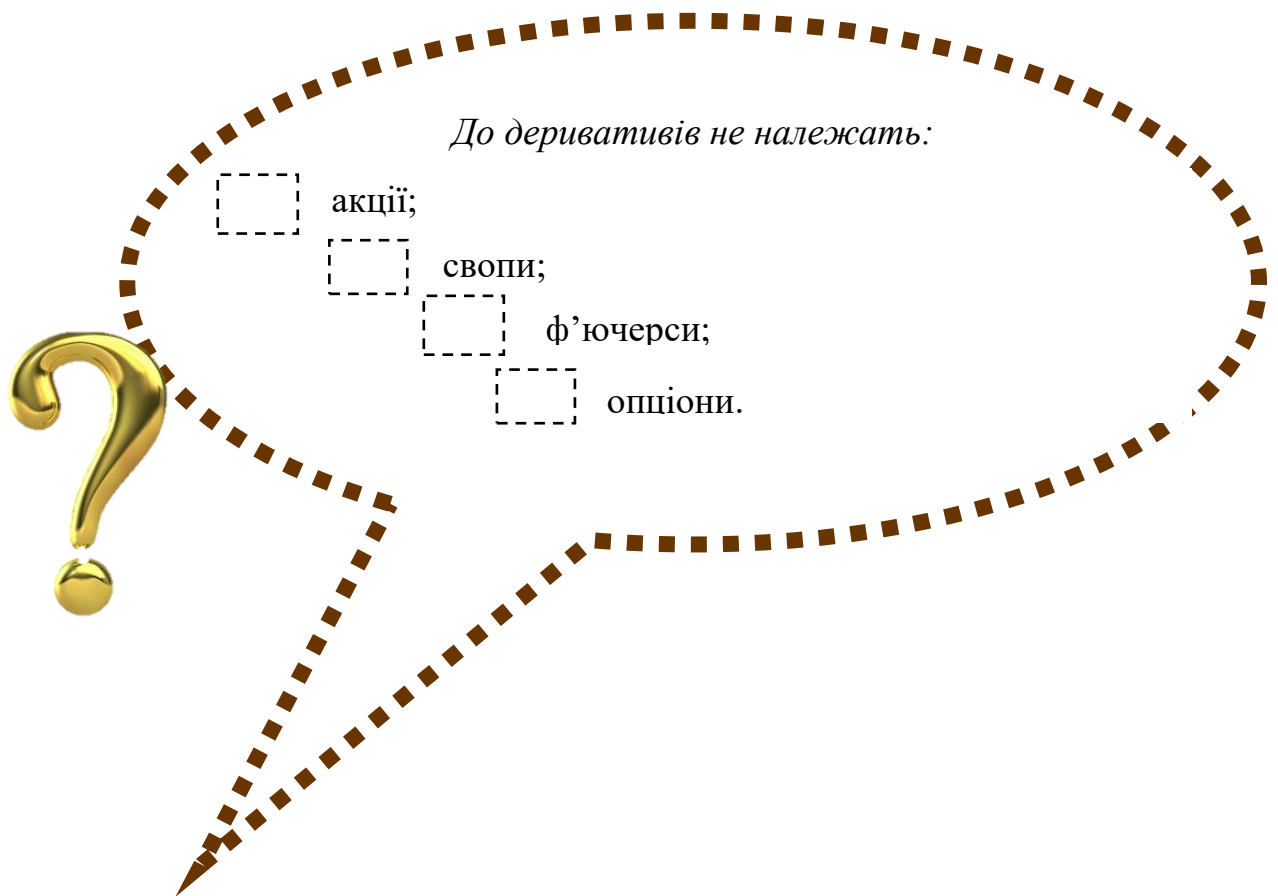 До деривативів не належать:
акції;
свопи;
ф’ючерси;
опціони.